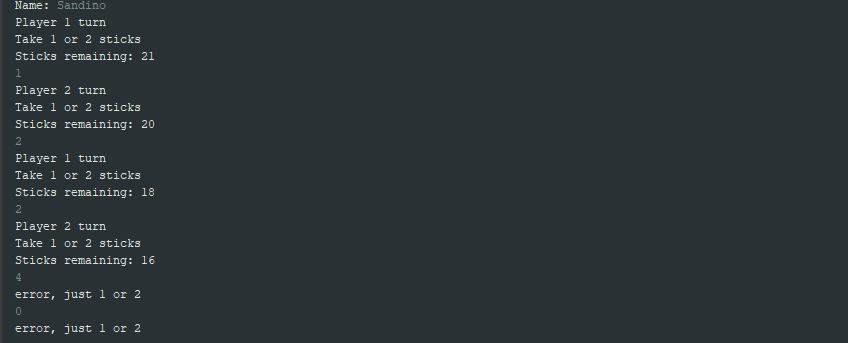 Name: Sandino
Player 1 turn
Take 1 or 2 sticks
Sticks remaining: 21
1
Player 2 turn
Take 1 or 2 sticks
Sticks remaining: 20
2
Player 1 turn
Take 1 or 2 sticks
Sticks remaining: 18
2
Player 2 turn
Take 1 or 2 sticks
Sticks remaining: 16
4
error, just 1 or 2
0
error, just 1 or 2